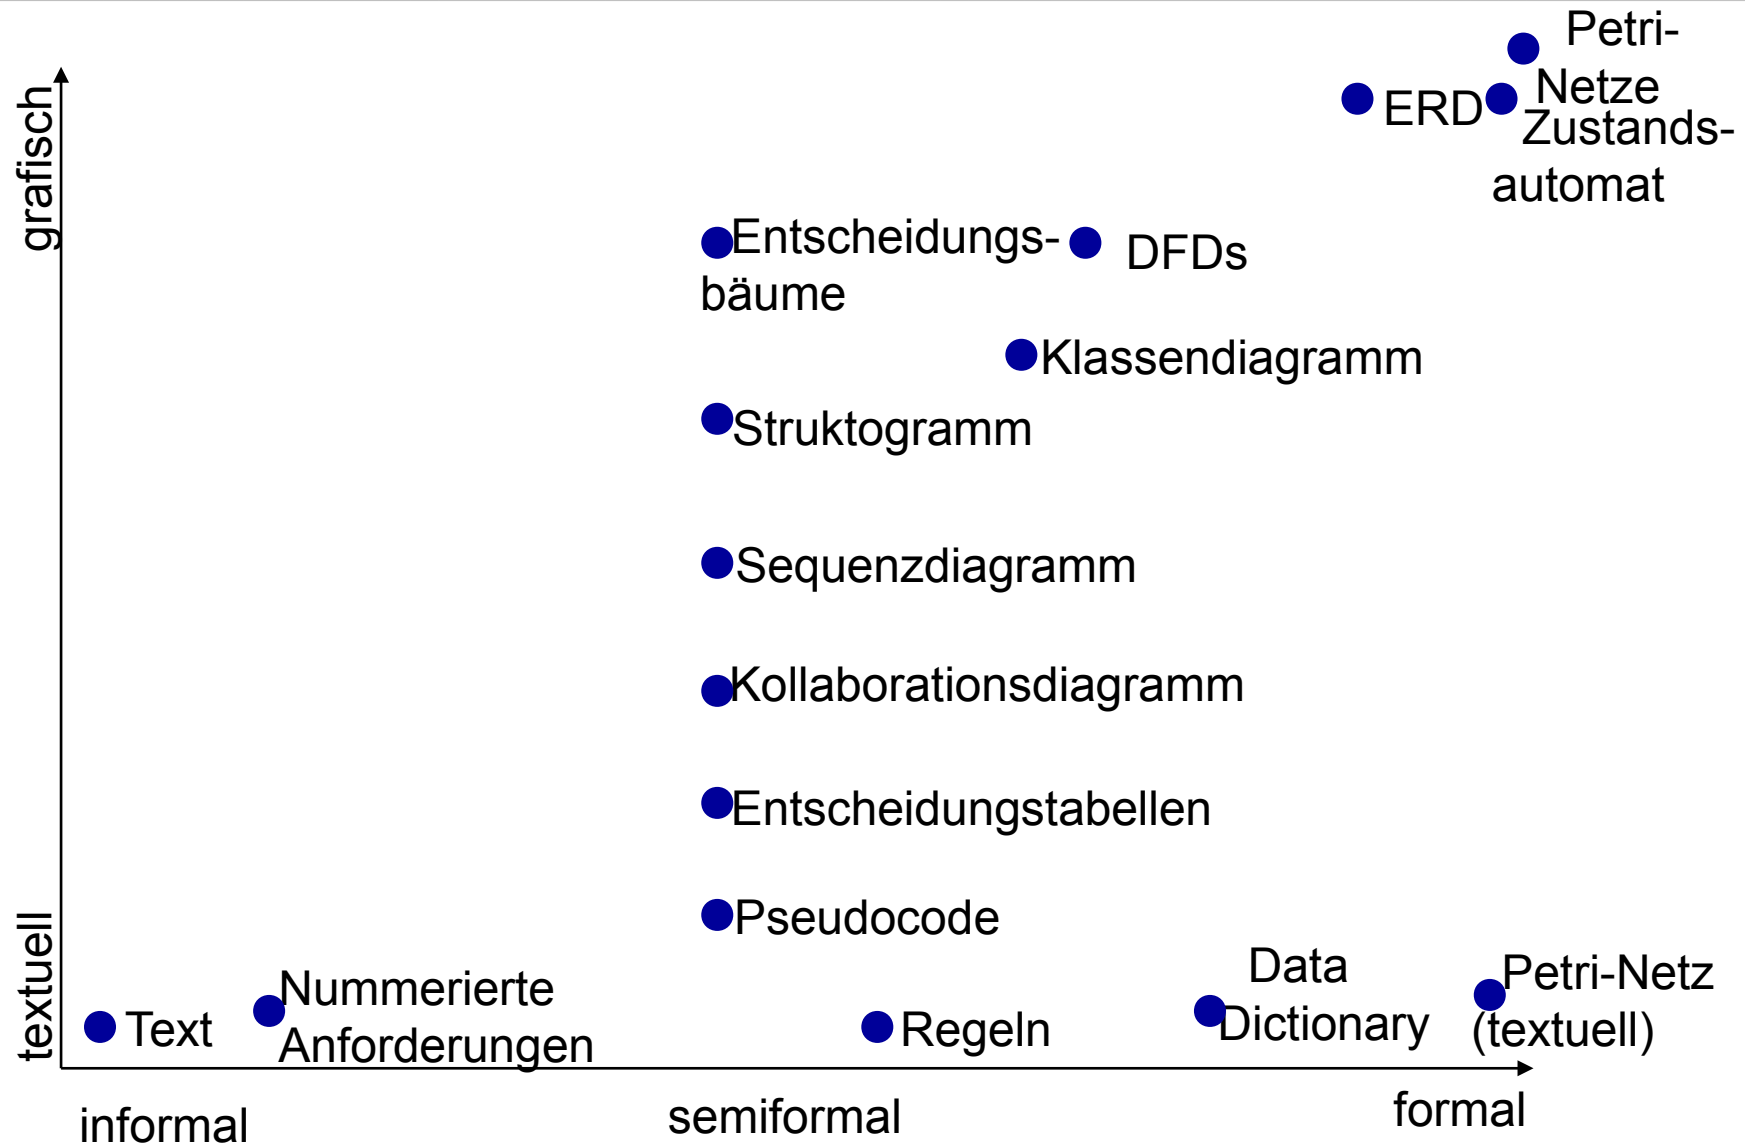 Petri-
Netze
ERD
Zustands-
automat
grafisch
Entscheidungs-
bäume
DFDs
Klassendiagramm
Struktogramm
Sequenzdiagramm
Kollaborationsdiagramm
Entscheidungstabellen
Pseudocode
textuell
Text
Nummerierte
Anforderungen
Regeln
Data
Dictionary
Petri-Netz
(textuell)
informal
semiformal
formal